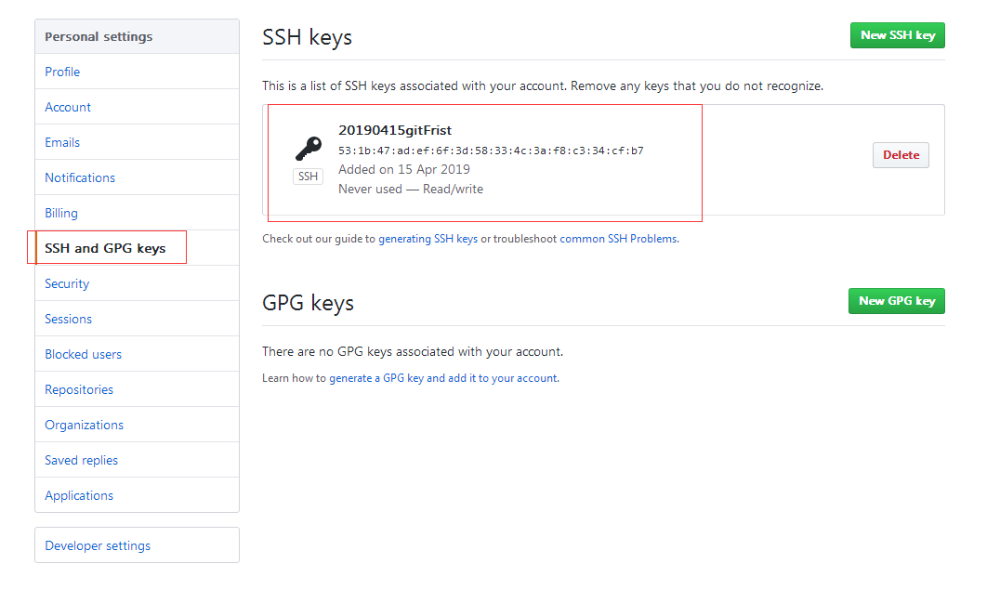 Personal settings
Profile
Account
Emails
Notifications
Billing
SSH and GPG keys
Security
Sessions
Blocked users
Repositories
Organizations
Saved replies
Applications
Developer settings
SSH keys
New SSH key
This is a list of SSH keys associated with your account. Remove any keys that you do not recognize.
20190415gitFrist
53:1b:47:ad:ef:6f:3d:58:33:4c:3a:f8:c3:34:cf:b7
SSH
Added on 15 Apr 2019
Never used — Read/write
Delete
Check out our guide to generating SSH keys or troubleshoot common SSH Problems.
GPG keys
New GPG key
There are no GPG keys associated with your account.
Learn how to generate a GPG key and add it to your account.